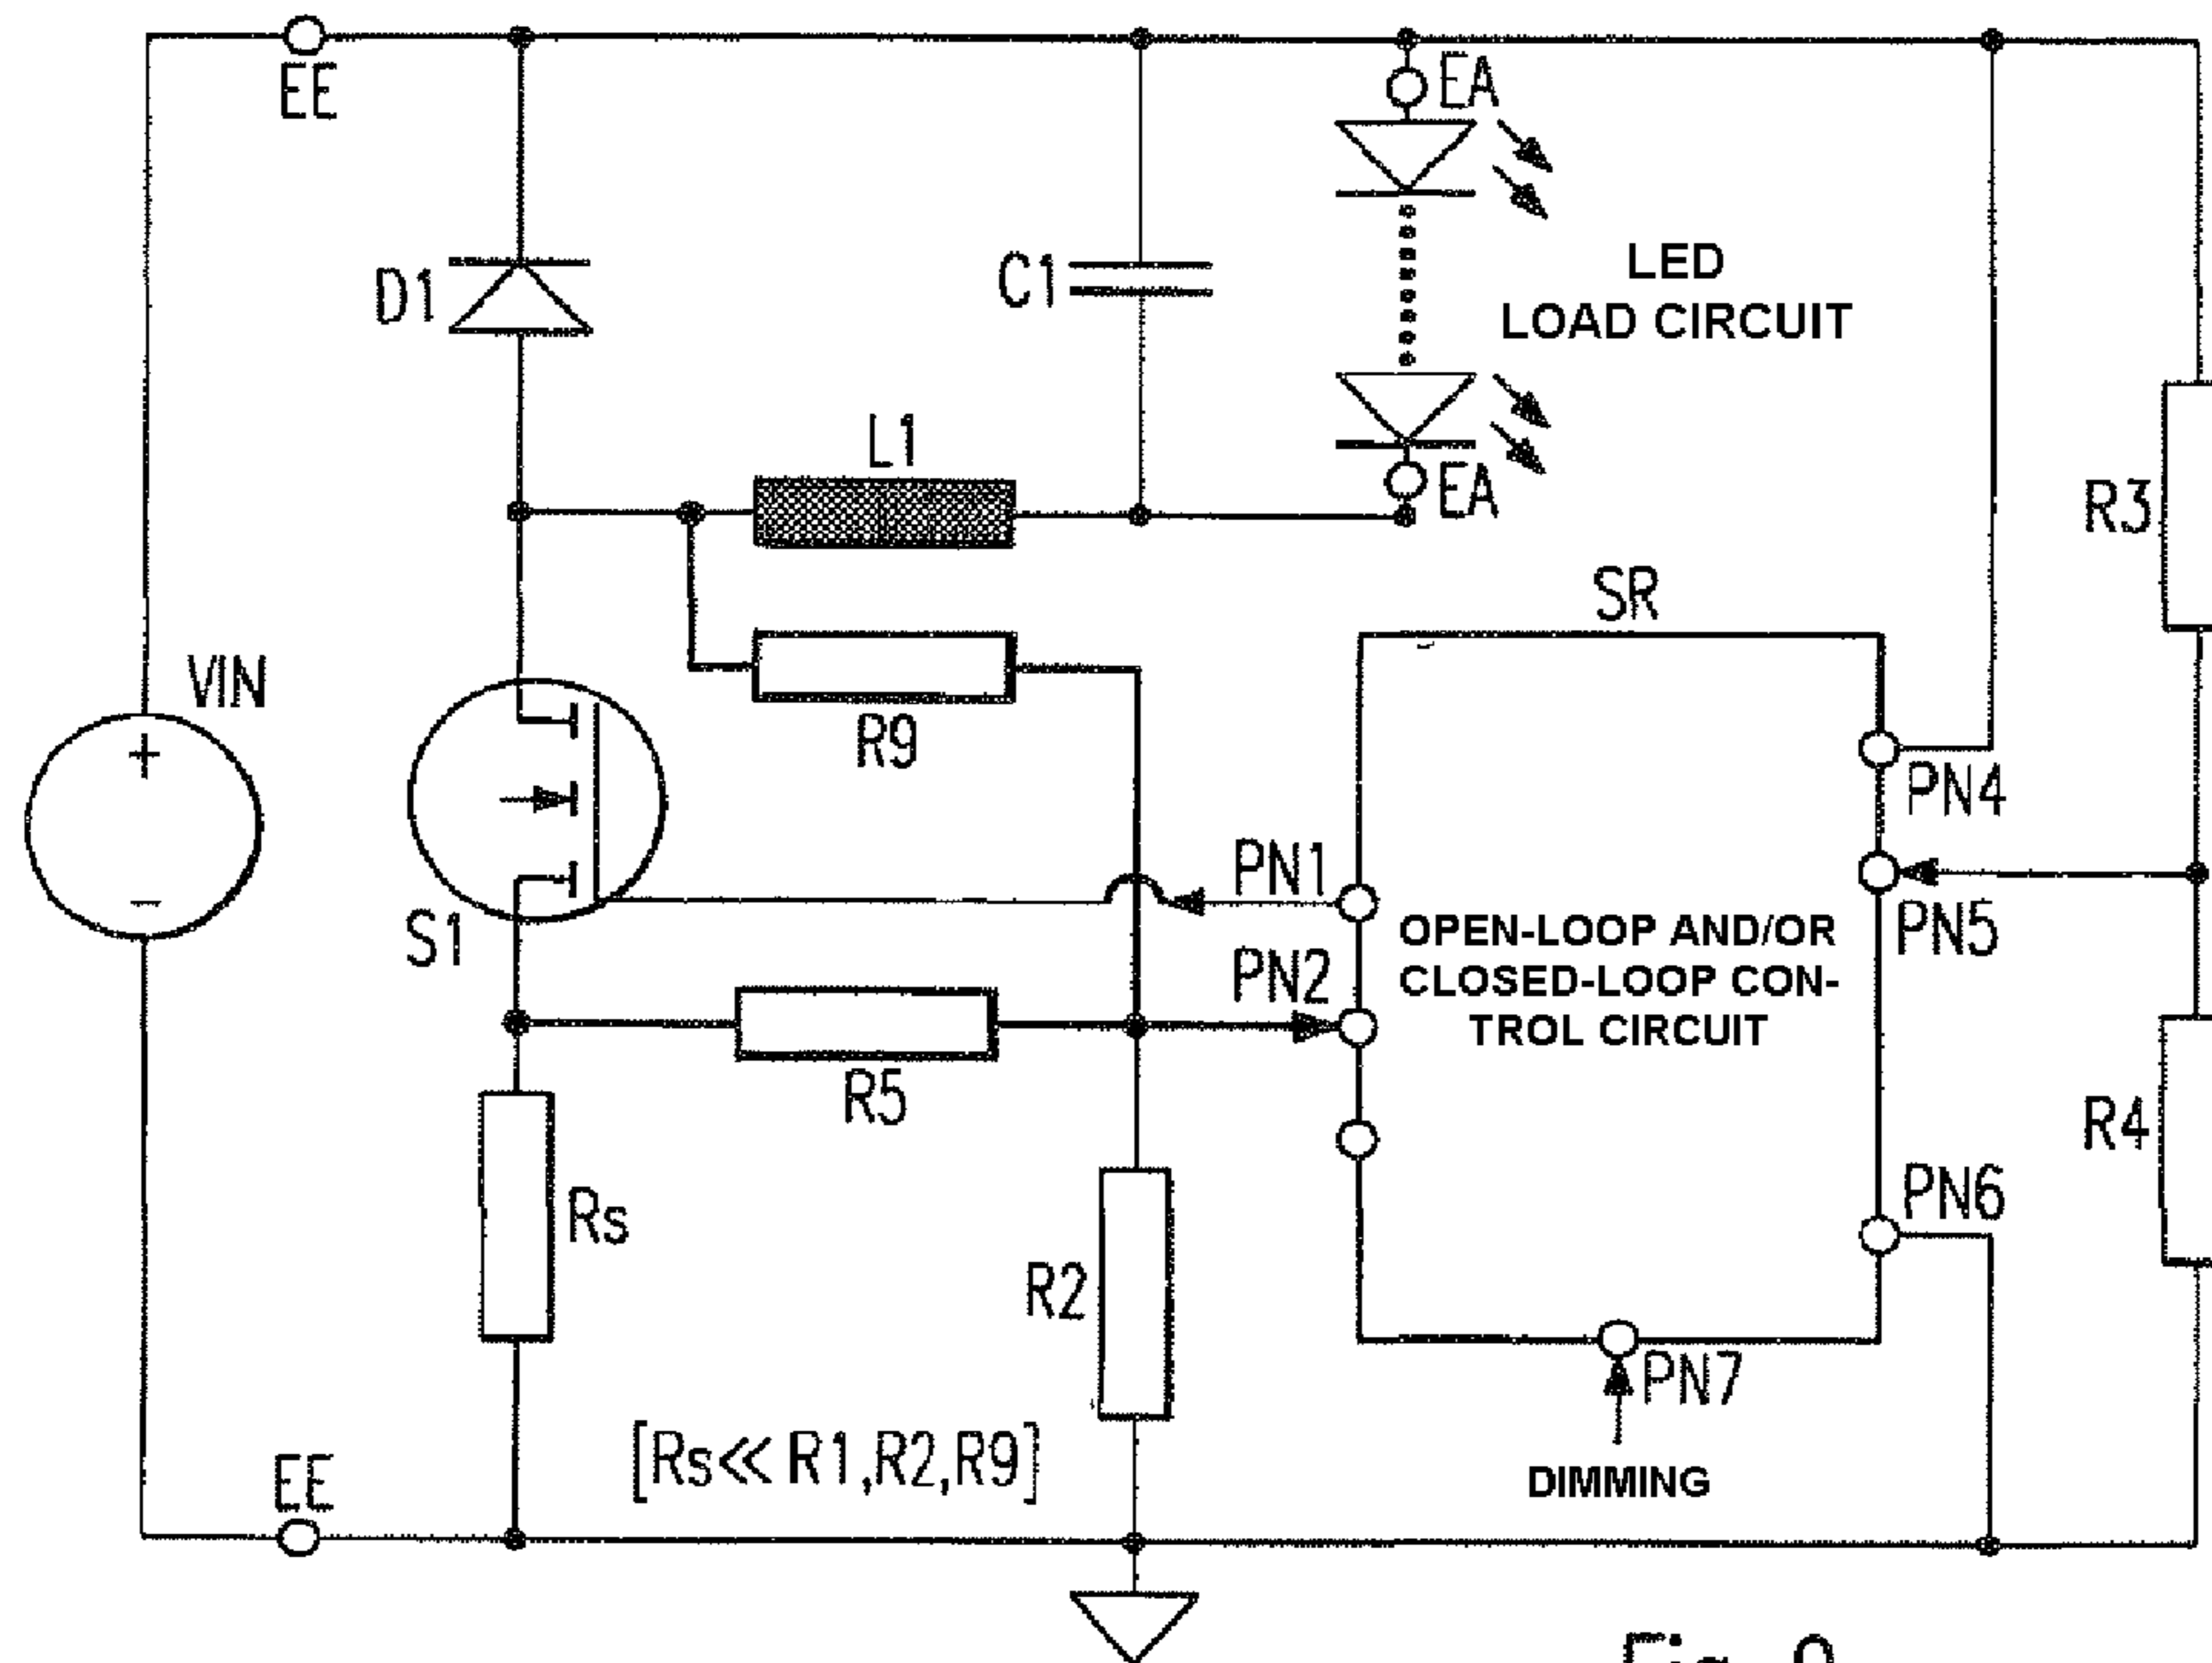 EE
EA
D1
C1
LED
LOAD CIRCUIT
L1
EA
R3
SR
VIN
+
R9
PN4
PN1
S1
PN5
OPEN-LOOP AND/OR
CLOSED-LOOP CON-
TROL CIRCUIT
PN2
R5
R4
Rs
PN6
R2
PN7
[Rs<< R1,R2,R9]
EE
DIMMING